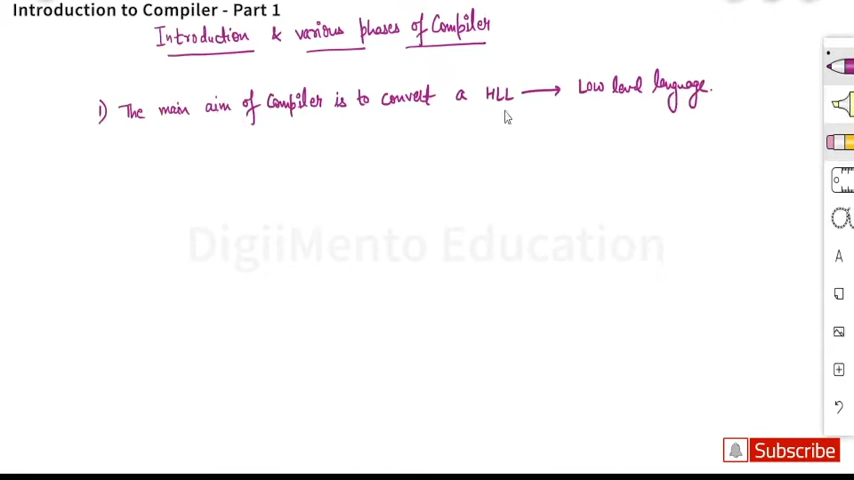 Introduction to Compiler - Part 1
Introduction & various phases of Compiler
1) The main aim of Compiler is to convert a HLL → Low level language.
DigiiMento Education
A
Subscribe